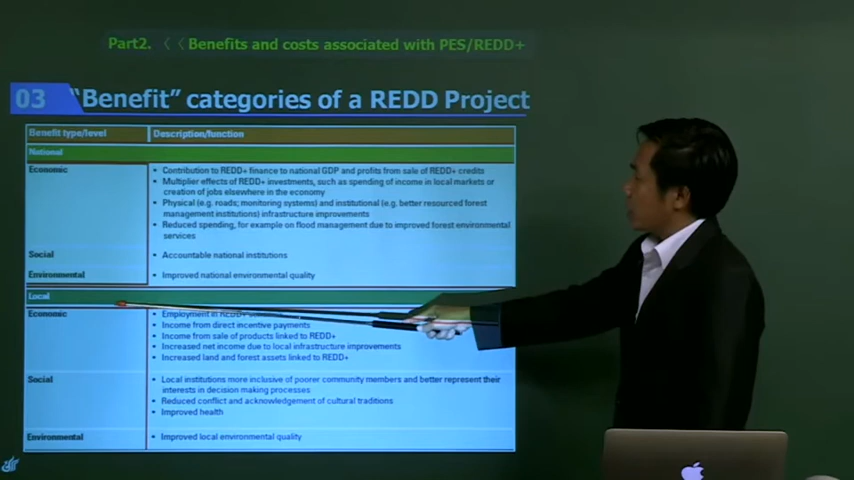 Part2. 《 Benefits and costs associated with PES/REDD+
03 "Benefit" categories of a REDD Project
Benefit type/level Description/function
National
Economic • Contribution to REDD+ finance to national GDP and profits from sale of REDD+ credits
• Multiplier effects of REDD+ investments, such as spending of income in local markets or
creation of jobs elsewhere in the economy
• Physical (e.g. roads; monitoring systems) and institutional (e.g. better resourced forest
management institutions) infrastructure improvements
• Reduced spending, for example on flood management due to improved forest environmental
services
Social • Accountable national institutions
Environmental • Improved national environmental quality
Local
Economic • Employment in REDD+
• Income from direct incentive payments
• Income from sale of products linked to REDD+
• Increased net income due to local infrastructure improvements
• Increased land and forest assets linked to REDD+
Social • Local institutions more inclusive of poorer community members and better represent their
interests in decision making processes
• Reduced conflict and acknowledgement of cultural traditions
• Improved health
Environmental • Improved local environmental quality